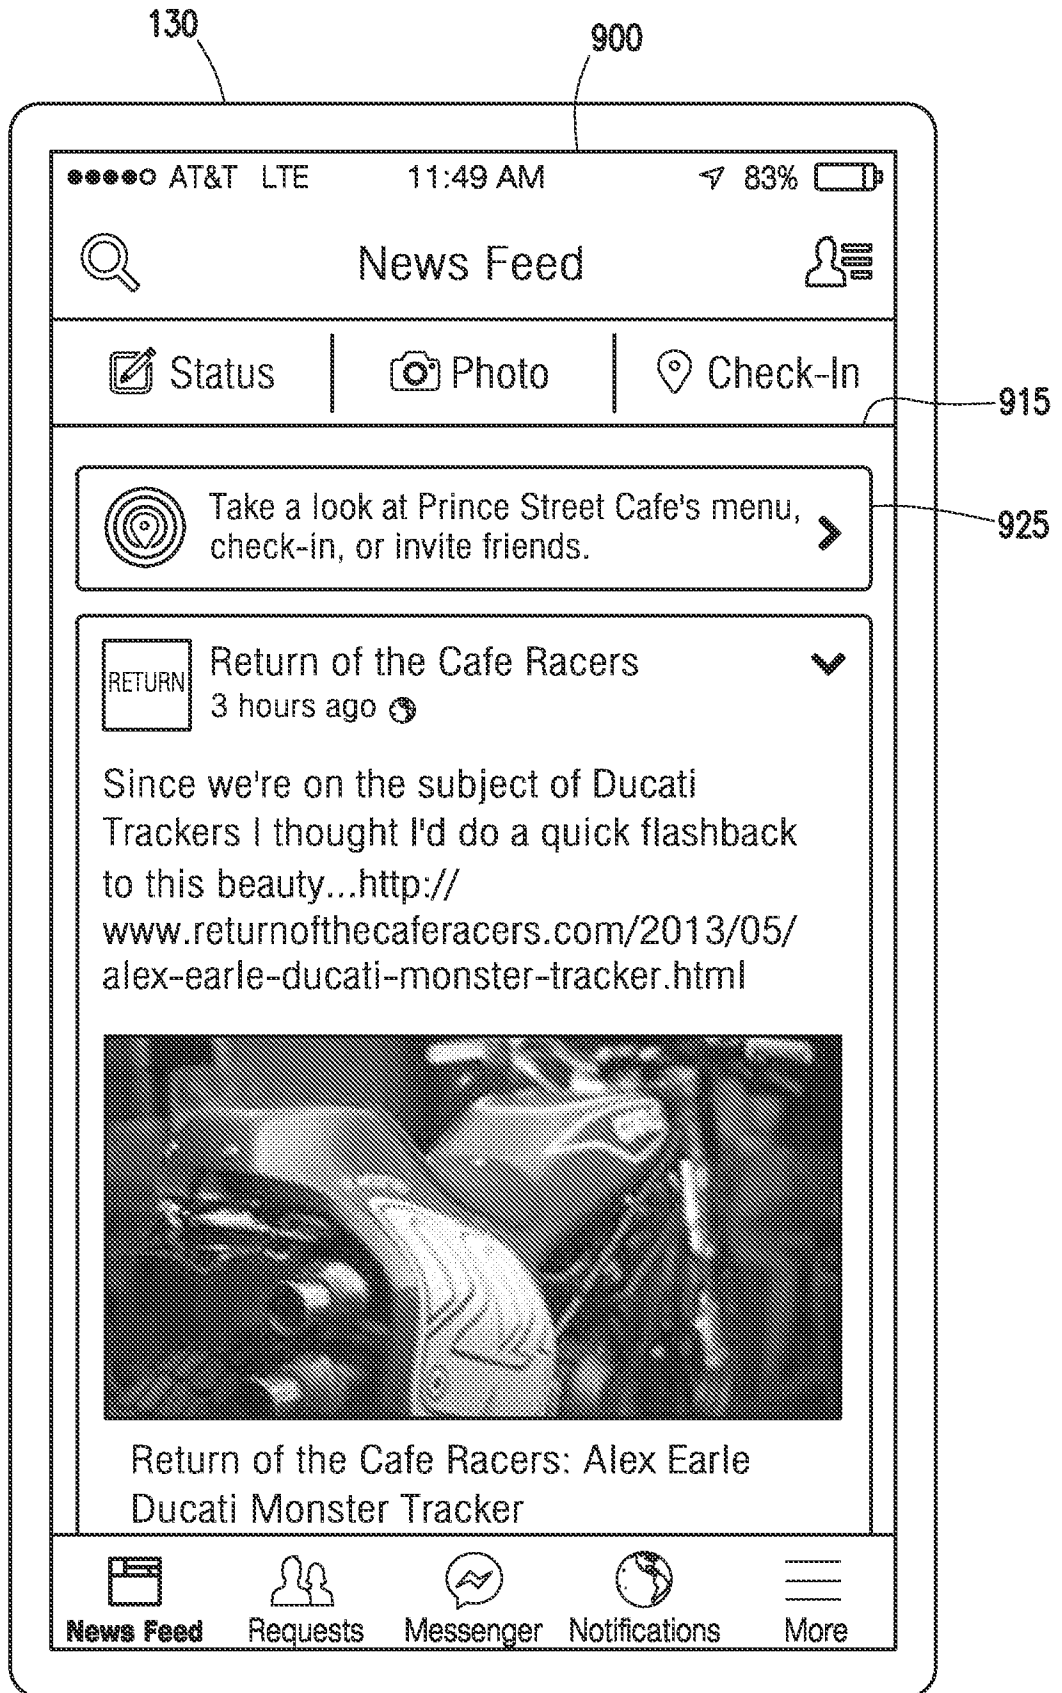 130
900
AT&T LTE 11:49 AM 83%
News Feed
Status Photo Check-In
915
Take a look at Prince Street Cafe's menu,
check-in, or invite friends.
925
RETURN
Return of the Cafe Racers
3 hours ago
Since we're on the subject of Ducati
Trackers I thought I'd do a quick flashback
to this beauty...http://
www.returnofthecaferacers.com/2013/05/
alex-earle-ducati-monster-tracker.html
Return of the Cafe Racers: Alex Earle
Ducati Monster Tracker
News Feed Requests Messenger Notifications More